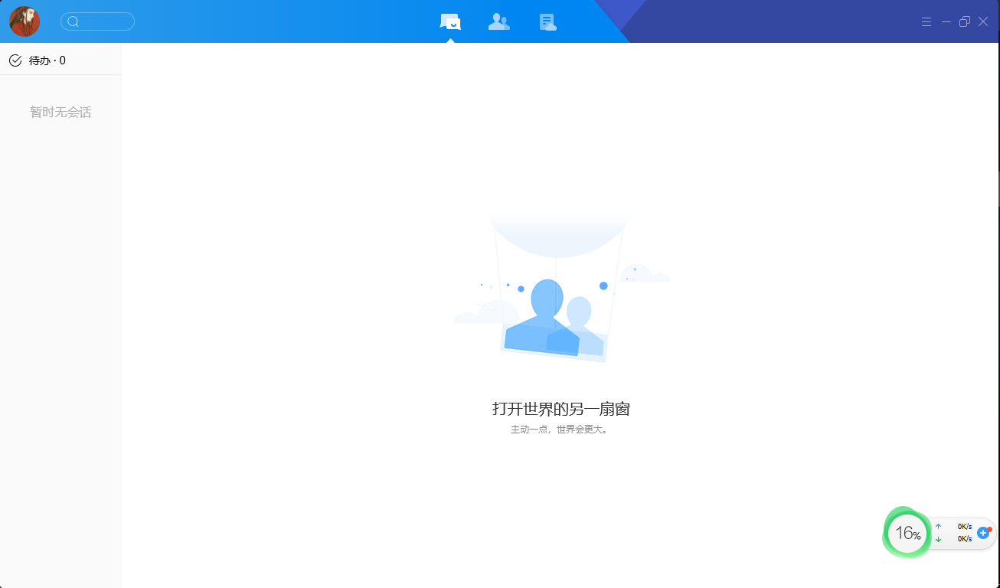 待办 · 0
暂时无会话
打开世界的另一扇窗
主动一点，世界会更大。
16%
0K/s
0K/s